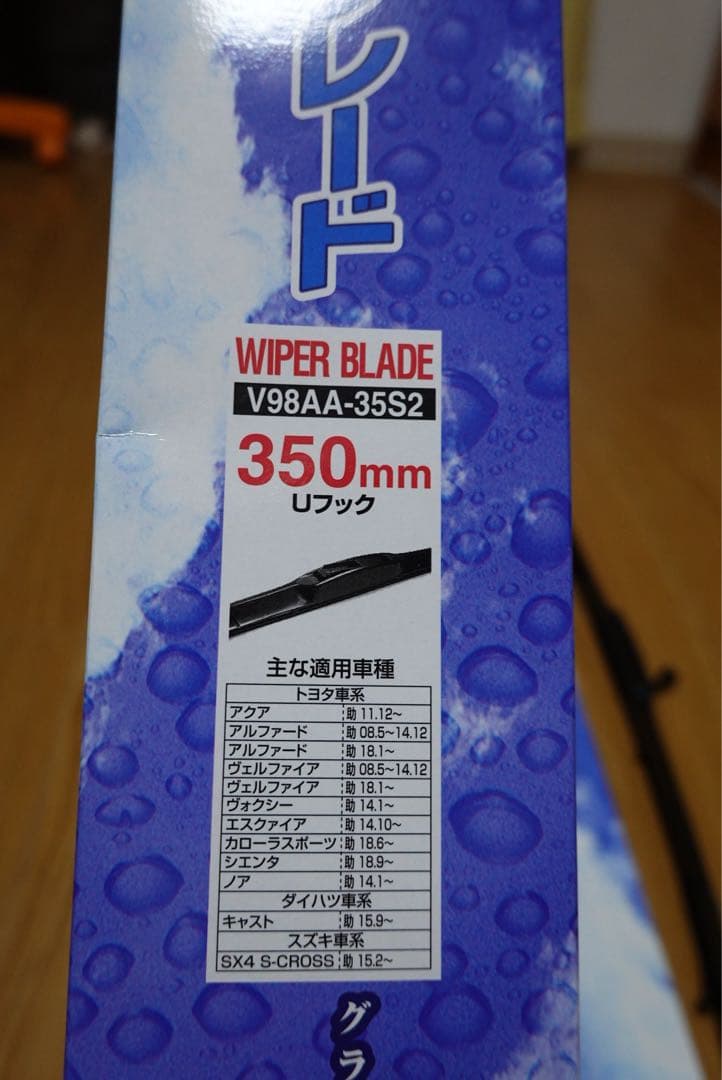 レード
WIPER BLADE
V98AA-35S2
350mm
Uフック
主な適用車種
トヨタ車系
アクア 助 11.12~
アルファード 助 08.5~14.12
アルファード 助 18.1~
ヴェルファイア 助 08.5~14.12
ヴェルファイア 助 18.1~
ヴォクシー 助 14.1~
エスクァイア 助 14.10~
カローラスポーツ 助 18.6~
シエンタ 助 18.9~
ノア 助 14.1~
ダイハツ車系
キャスト 助 15.9~
スズキ車系
SX4 S-CROSS 助 15.2~
グラ